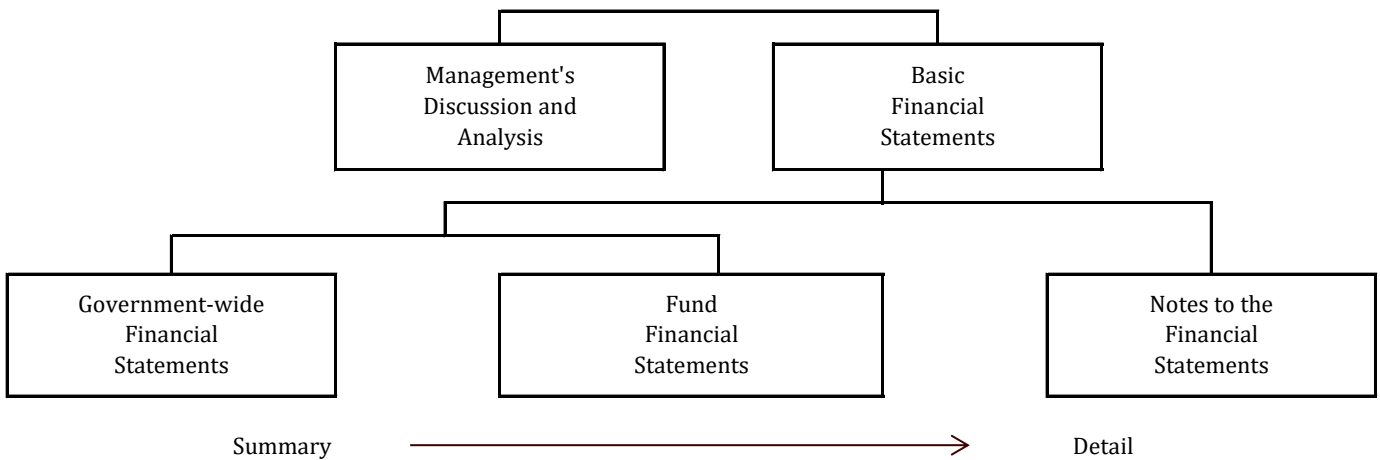 Management's
Discussion and
Analysis
Basic
Financial
Statements
Government-wide
Financial
Statements
Fund
Financial
Statements
Notes to the
Financial
Statements
Summary
Detail